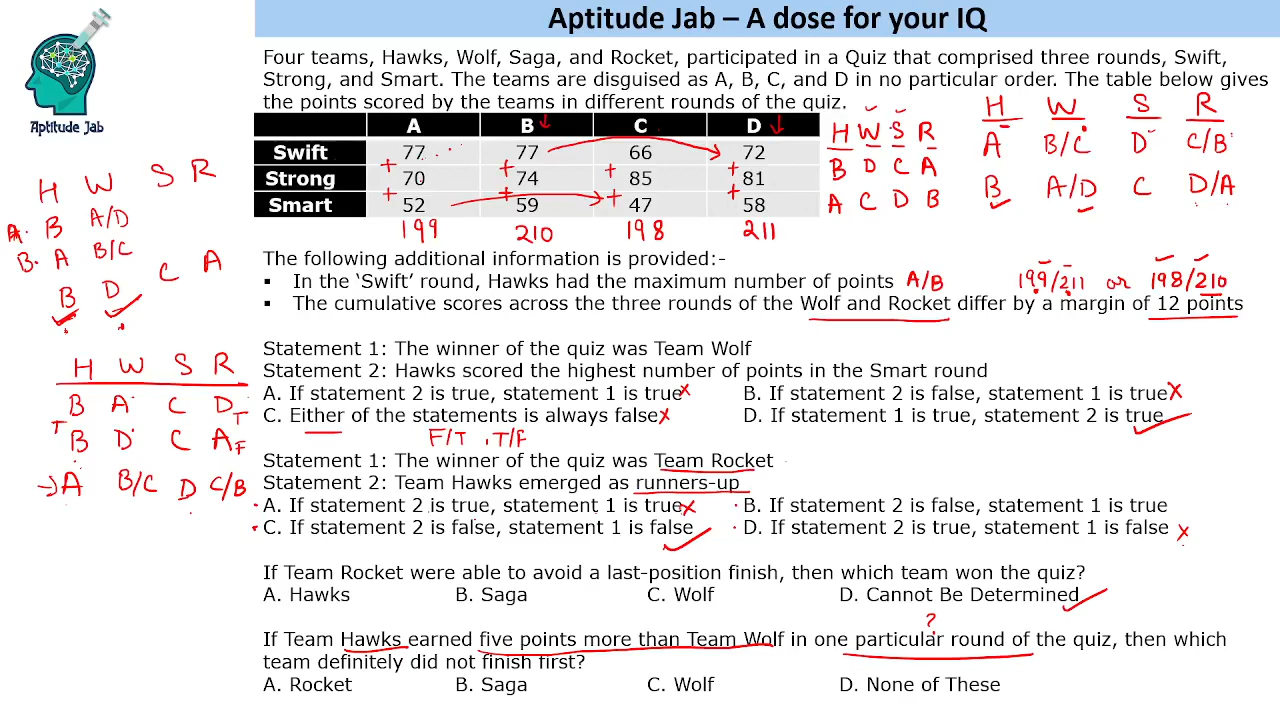 Aptitude Jab – A dose for your IQ
Aptitude Jab
Four teams, Hawks, Wolf, Saga, and Rocket, participated in a Quiz that comprised three rounds, Swift,
Strong, and Smart. The teams are disguised as A, B, C, and D in no particular order. The table below gives
the points scored by the teams in different rounds of the quiz.
A B C D
Swift 77 77 66 72
Strong 70 74 85 81
Smart 52 59 47 58
199 210 198 211
H W S R
B D C A
A C D B
H W S R
A B/C D C/B
B A/D C D/A
H W S R
A. B A/D
B. A B/C
C A
B D
The following additional information is provided:-
▪ In the ‘Swift’ round, Hawks had the maximum number of points A/B
199/211 or 198/210
▪ The cumulative scores across the three rounds of the Wolf and Rocket differ by a margin of 12 points
H W S R
B A C D T
T B D C A F
→ A B/C D C/B
Statement 1: The winner of the quiz was Team Wolf
Statement 2: Hawks scored the highest number of points in the Smart round
A. If statement 2 is true, statement 1 is true x B. If statement 2 is false, statement 1 is true x
C. Either of the statements is always false x D. If statement 1 is true, statement 2 is true
F/T , T/F
Statement 1: The winner of the quiz was Team Rocket
Statement 2: Team Hawks emerged as runners-up
A. If statement 2 is true, statement 1 is true x B. If statement 2 is false, statement 1 is true
C. If statement 2 is false, statement 1 is false D. If statement 2 is true, statement 1 is false x
If Team Rocket were able to avoid a last-position finish, then which team won the quiz?
A. Hawks B. Saga C. Wolf D. Cannot Be Determined
?
If Team Hawks earned five points more than Team Wolf in one particular round of the quiz, then which
team definitely did not finish first?
A. Rocket B. Saga C. Wolf D. None of These